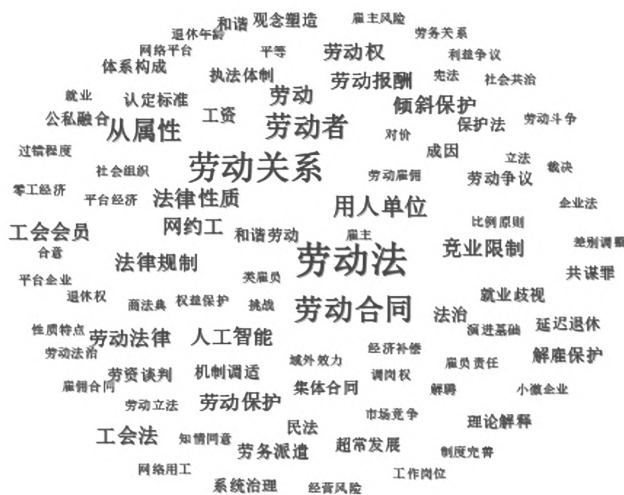 和谐 观念塑造 雇主风险
退休年龄 劳务关系
网络平台 平等 劳动权 利益争议
体系构成 执法体制 劳动报酬 宪法 社会共治
就业 认定标准 劳动 倾斜保护
公私融合 从属性 工资 劳动者 对价 保护法 劳动斗争
过错程度 成因 立法
社会组织 劳动关系 劳动雇佣 劳动争议 裁决
零工经济 平台经济 法律性质 用人单位 企业法
工会会员 网约工 和谐劳动 雇主 比例原则
合意 法律规制 劳动法 竞业限制 差别调整
平台企业 类雇员 共谋罪
退休权 商法典 权益保护 挑战 劳动合同 法治 就业歧视
性质特点 劳动法律 人工智能 演进基础 延迟退休
劳动法治 域外效力 经济补偿 雇员责任 解雇保护
劳资谈判 机制调适 调岗权
雇佣合同 集体合同 解聘 小微企业
劳动立法 劳动保护 市场竞争
工会法 知情同意 民法 理论解释
劳务派遣 超常发展 制度完善
网络用工 工作岗位
系统治理 经营风险